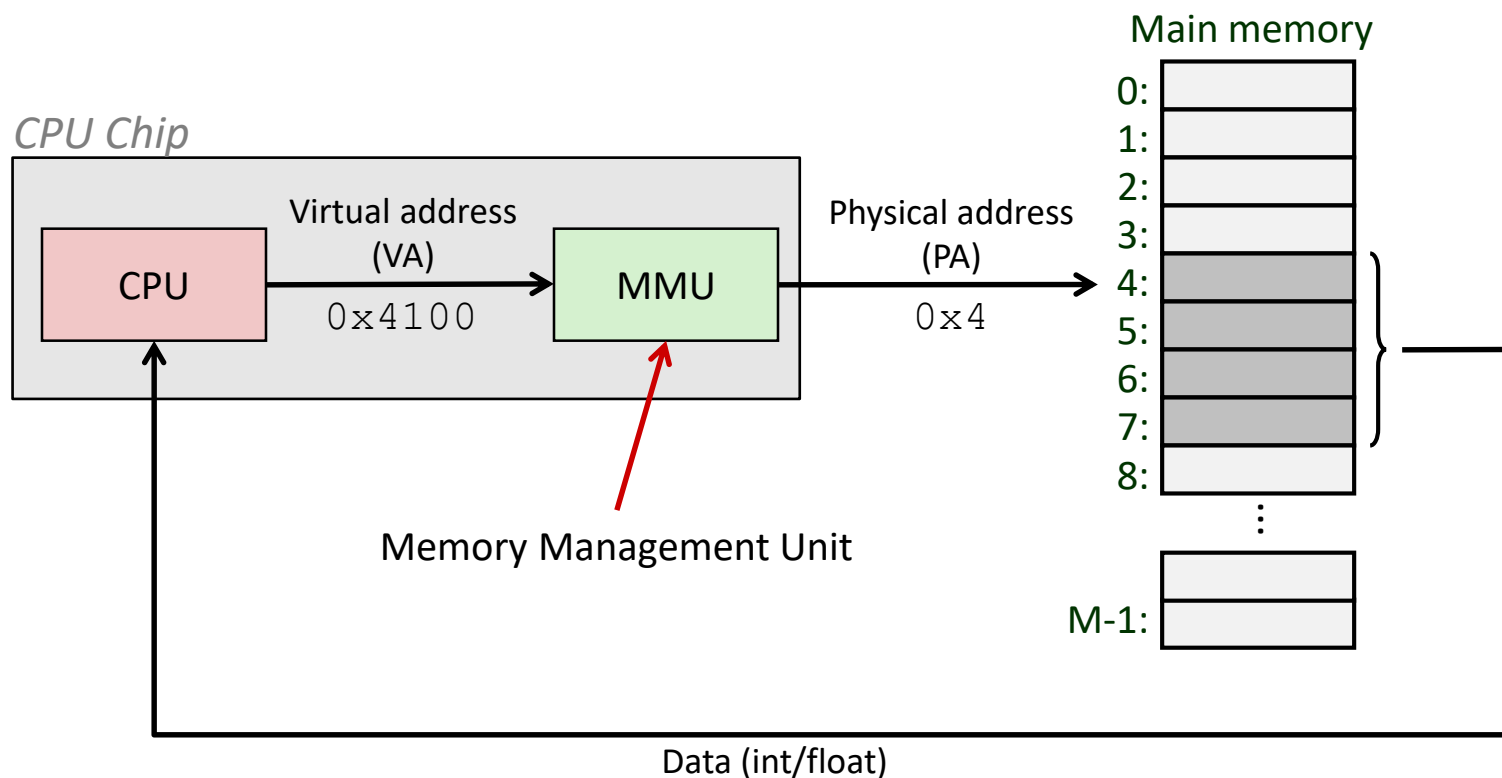 Main memory
CPU Chip
0:
1:
2:
3:
4:
5:
6:
7:
8:
...
M-1:
Virtual address
(VA)
CPU
0x4100
MMU
Physical address
(PA)
0x4
Memory Management Unit
Data (int/float)